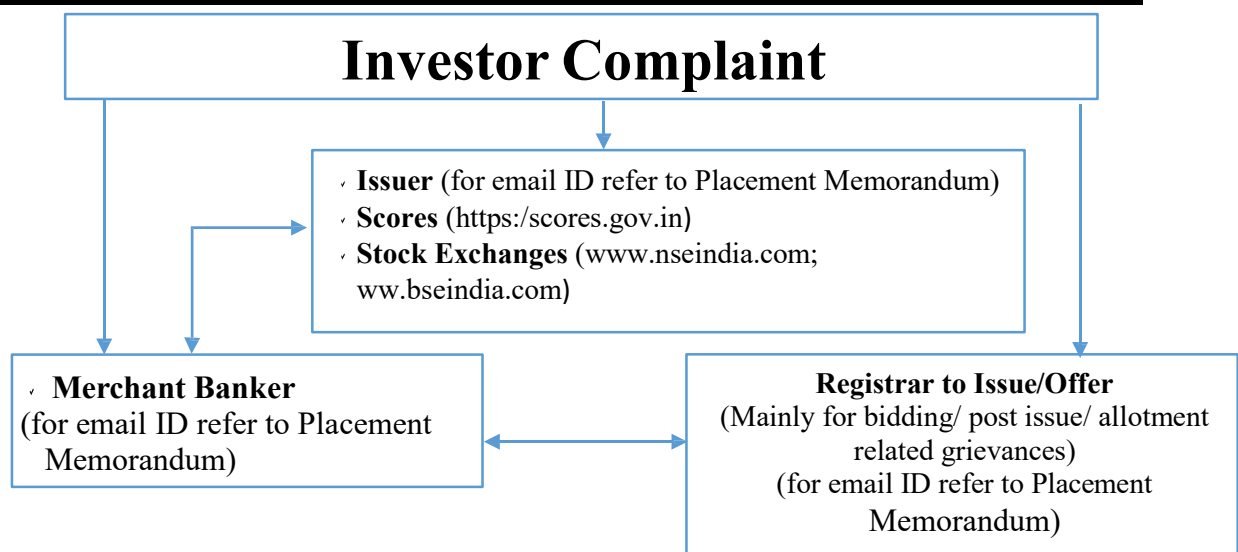 Investor Complaint
✓ Issuer (for email ID refer to Placement Memorandum)
✓ Scores (https:/scores.gov.in)
✓ Stock Exchanges (www.nseindia.com;
ww.bseindia.com)
✓ Merchant Banker
(for email ID refer to Placement
Memorandum)
Registrar to Issue/Offer
(Mainly for bidding/ post issue/ allotment
related grievances)
(for email ID refer to Placement
Memorandum)